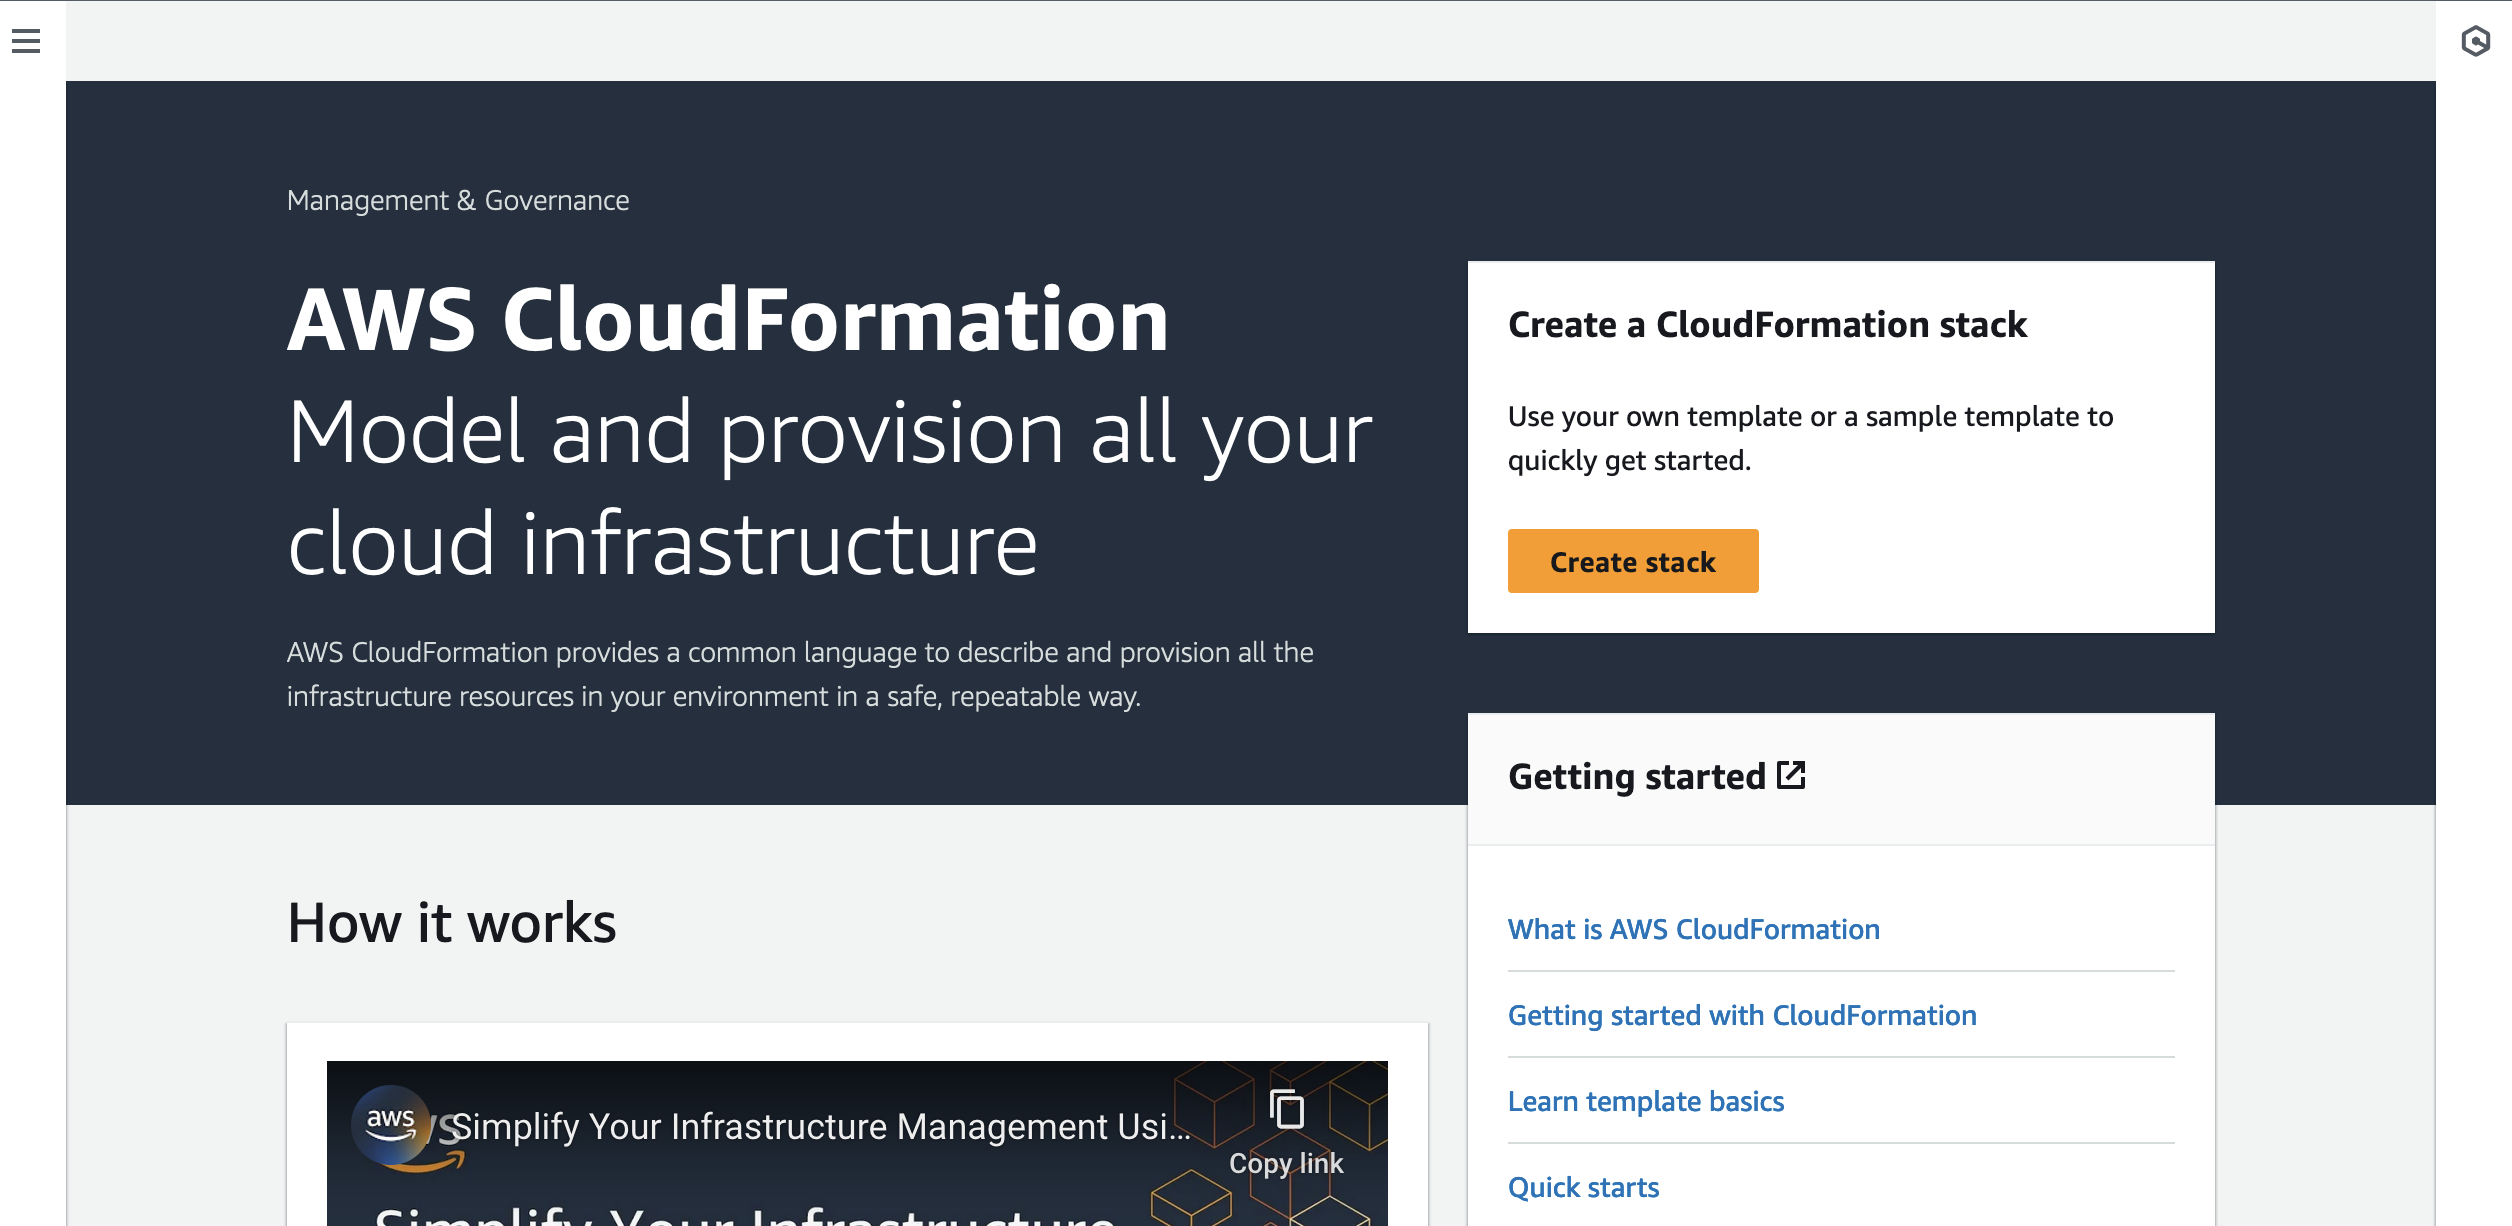 Management & Governance
AWS CloudFormation
Model and provision all your
cloud infrastructure
AWS CloudFormation provides a common language to describe and provision all the
infrastructure resources in your environment in a safe, repeatable way.
Create a CloudFormation stack
Use your own template or a sample template to
quickly get started.
Create stack
Getting started
What is AWS CloudFormation
Getting started with CloudFormation
Learn template basics
Quick starts
How it works
aws
Simplify Your Infrastructure Management Usi...
Copy link
Simplify Your Infrastructure